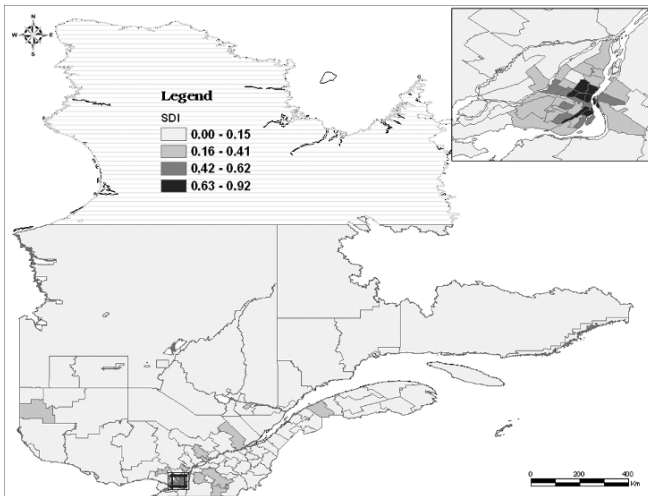 N
W E
S
Legend
SDI
0.00 - 0.15
0.16 - 0.41
0,42 - 0.62
0.63 - 0.92
0 200 400
Km